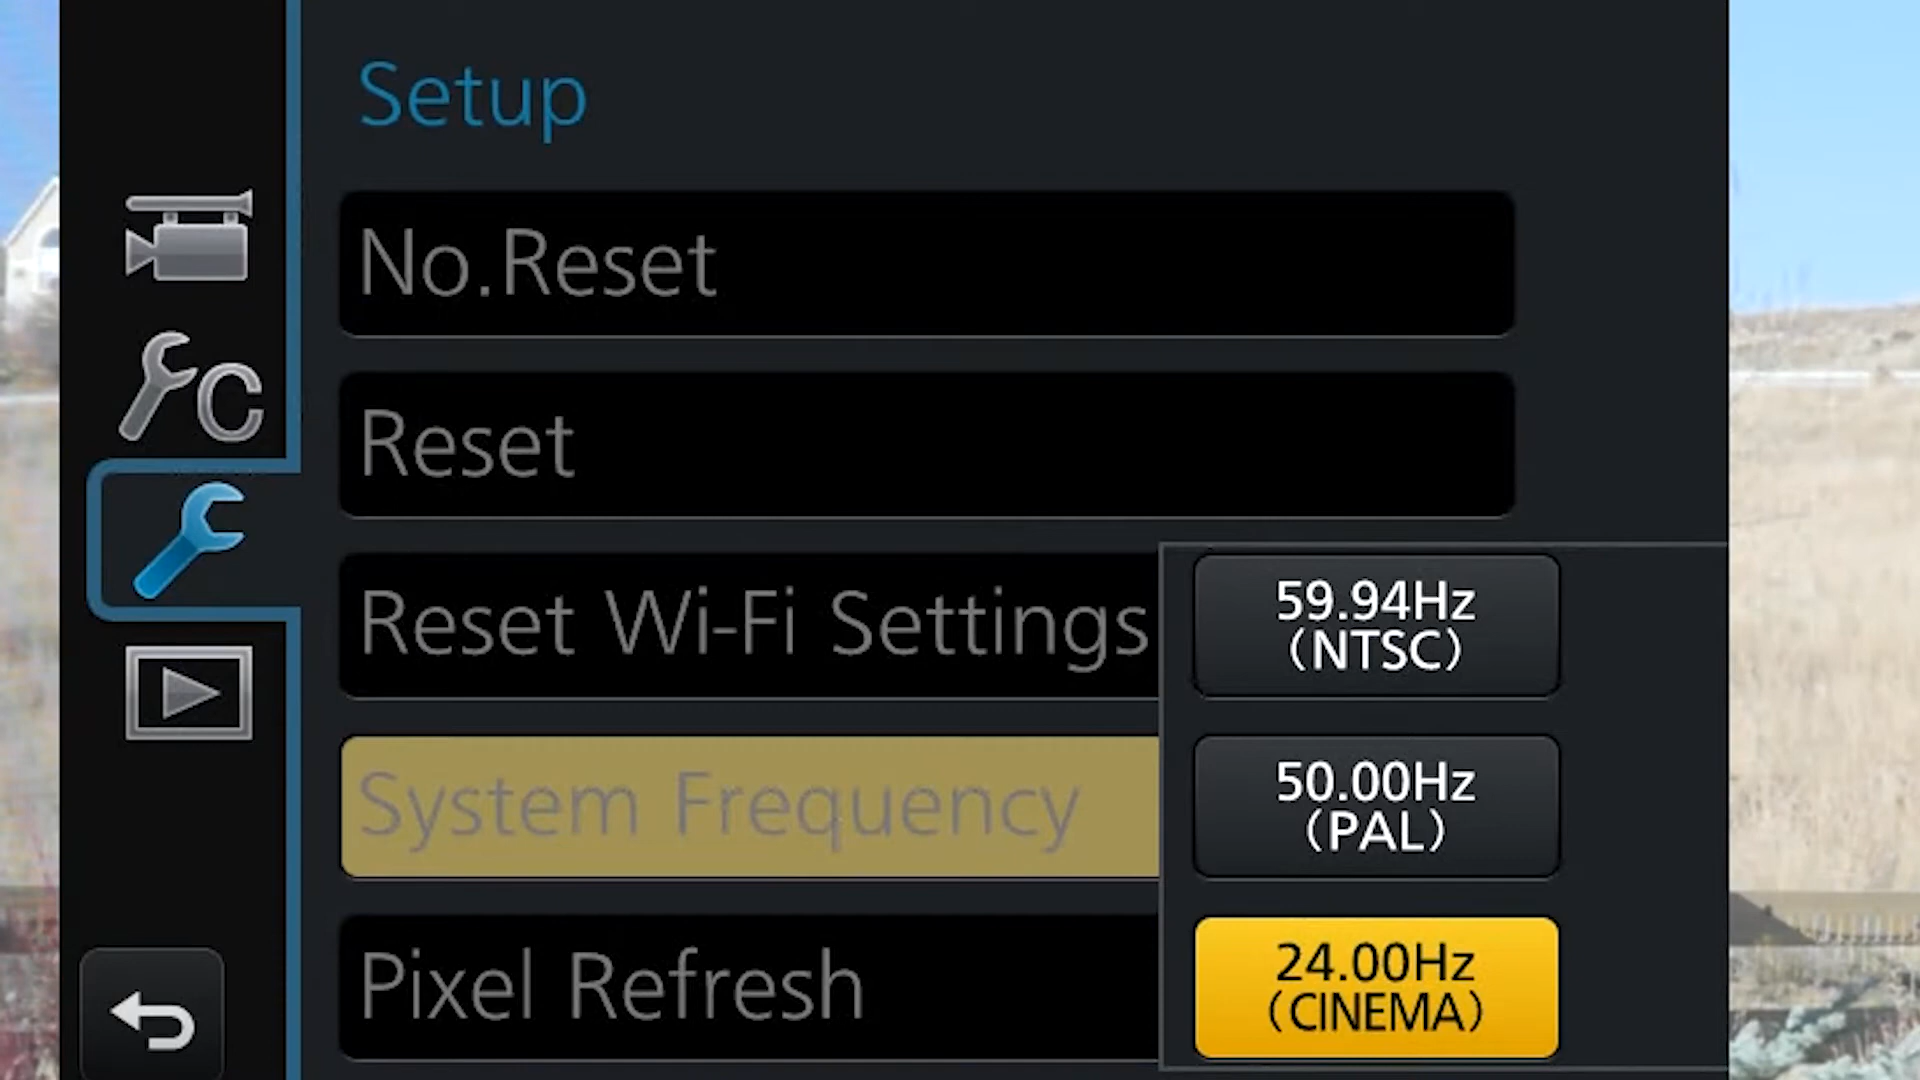 Setup
No.Reset
Reset
Reset Wi-Fi Settings
System Frequency
Pixel Refresh
59.94Hz
(NTSC)
50.00Hz
(PAL)
24.00Hz
(CINEMA)